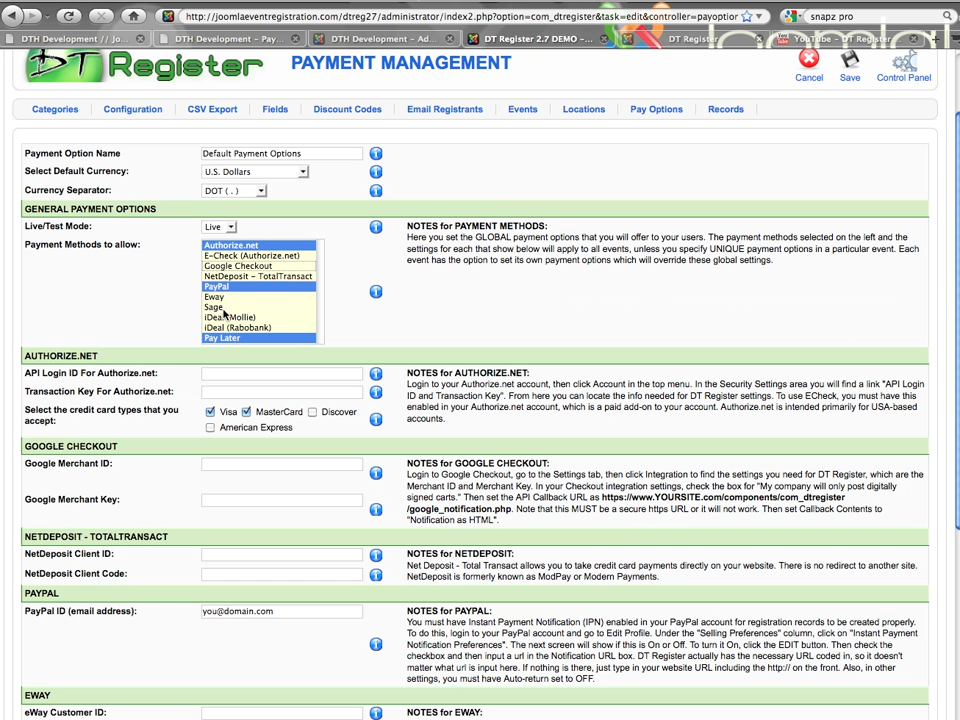 http://joomlaeventregistration.com/dtreg27/administrator/index2.php?option=com_dtregister&task=edit&controller=payoption
snapz pro
DTH Development // Jo...
DTH Development - Pay...
DTH Development - Ad...
DT Register 2.7 DEMO - ...
DT Register
YouTube - DT Register...
DT Register
PAYMENT MANAGEMENT
Cancel
Save
Control Panel
Categories
Configuration
CSV Export
Fields
Discount Codes
Email Registrants
Events
Locations
Pay Options
Records
Payment Option Name
Default Payment Options
Select Default Currency:
U.S. Dollars
Currency Separator:
DOT ( . )
GENERAL PAYMENT OPTIONS
Live/Test Mode:
Live
Payment Methods to allow:
Authorize.net
E-Check (Authorize.net)
Google Checkout
NetDeposit - TotalTransact
PayPal
Eway
Sage
iDeal (Mollie)
iDeal (Rabobank)
Pay Later
NOTES for PAYMENT METHODS:
Here you set the GLOBAL payment options that you will offer to your users. The payment methods selected on the left and the
settings for each that show below will apply to all events, unless you specify UNIQUE payment options in a particular event. Each
event has the option to set its own payment options which will override these global settings.
AUTHORIZE.NET
API Login ID For Authorize.net:
Transaction Key For Authorize.net:
Select the credit card types that you
accept:
Visa
MasterCard
Discover
American Express
NOTES for AUTHORIZE.NET:
Login to your Authorize.net account, then click Account in the top menu. In the Security Settings area you will find a link "API Login
ID and Transaction Key". From here you can locate the info needed for DT Register settings. To use ECheck, you must have this
enabled in your Authorize.net account, which is a paid add-on to your account. Authorize.net is intended primarily for USA-based
accounts.
GOOGLE CHECKOUT
Google Merchant ID:
Google Merchant Key:
NOTES for GOOGLE CHECKOUT:
Login to Google Checkout, go to the Settings tab, then click Integration to find the settings you need for DT Register, which are the
Merchant ID and Merchant Key. In your Checkout integration settings, check the box for "My company will only post digitally
signed carts." Then set the API Callback URL as https://www.YOURSITE.com/components/com_dtregister
/google_notification.php. Note that this MUST be a secure https URL or it will not work. Then set Callback Contents to
"Notification as HTML".
NETDEPOSIT - TOTALTRANSACT
NetDeposit Client ID:
NetDeposit Client Code:
NOTES for NETDEPOSIT:
Net Deposit - Total Transact allows you to take credit card payments directly on your website. There is no redirect to another site.
NetDeposit is formerly known as ModPay or Modern Payments.
PAYPAL
PayPal ID (email address):
you@domain.com
NOTES for PAYPAL:
You must have Instant Payment Notification (IPN) enabled in your PayPal account for registration records to be created properly.
To do this, login to your PayPal account and go to Edit Profile. Under the "Selling Preferences" column, click on "Instant Payment
Notification Preferences". The next screen will show if this is On or Off. To turn it On, click the EDIT button. Then check the
checkbox and then input a url in the Notification URL box. DT Register actually has the necessary URL coded in, so it doesn't
matter what url is input here. If nothing is there, just type in your website URL including the http:// on the front. Also, in other
settings, you must have Auto-return set to OFF.
EWAY
eWay Customer ID:
NOTES for EWAY: